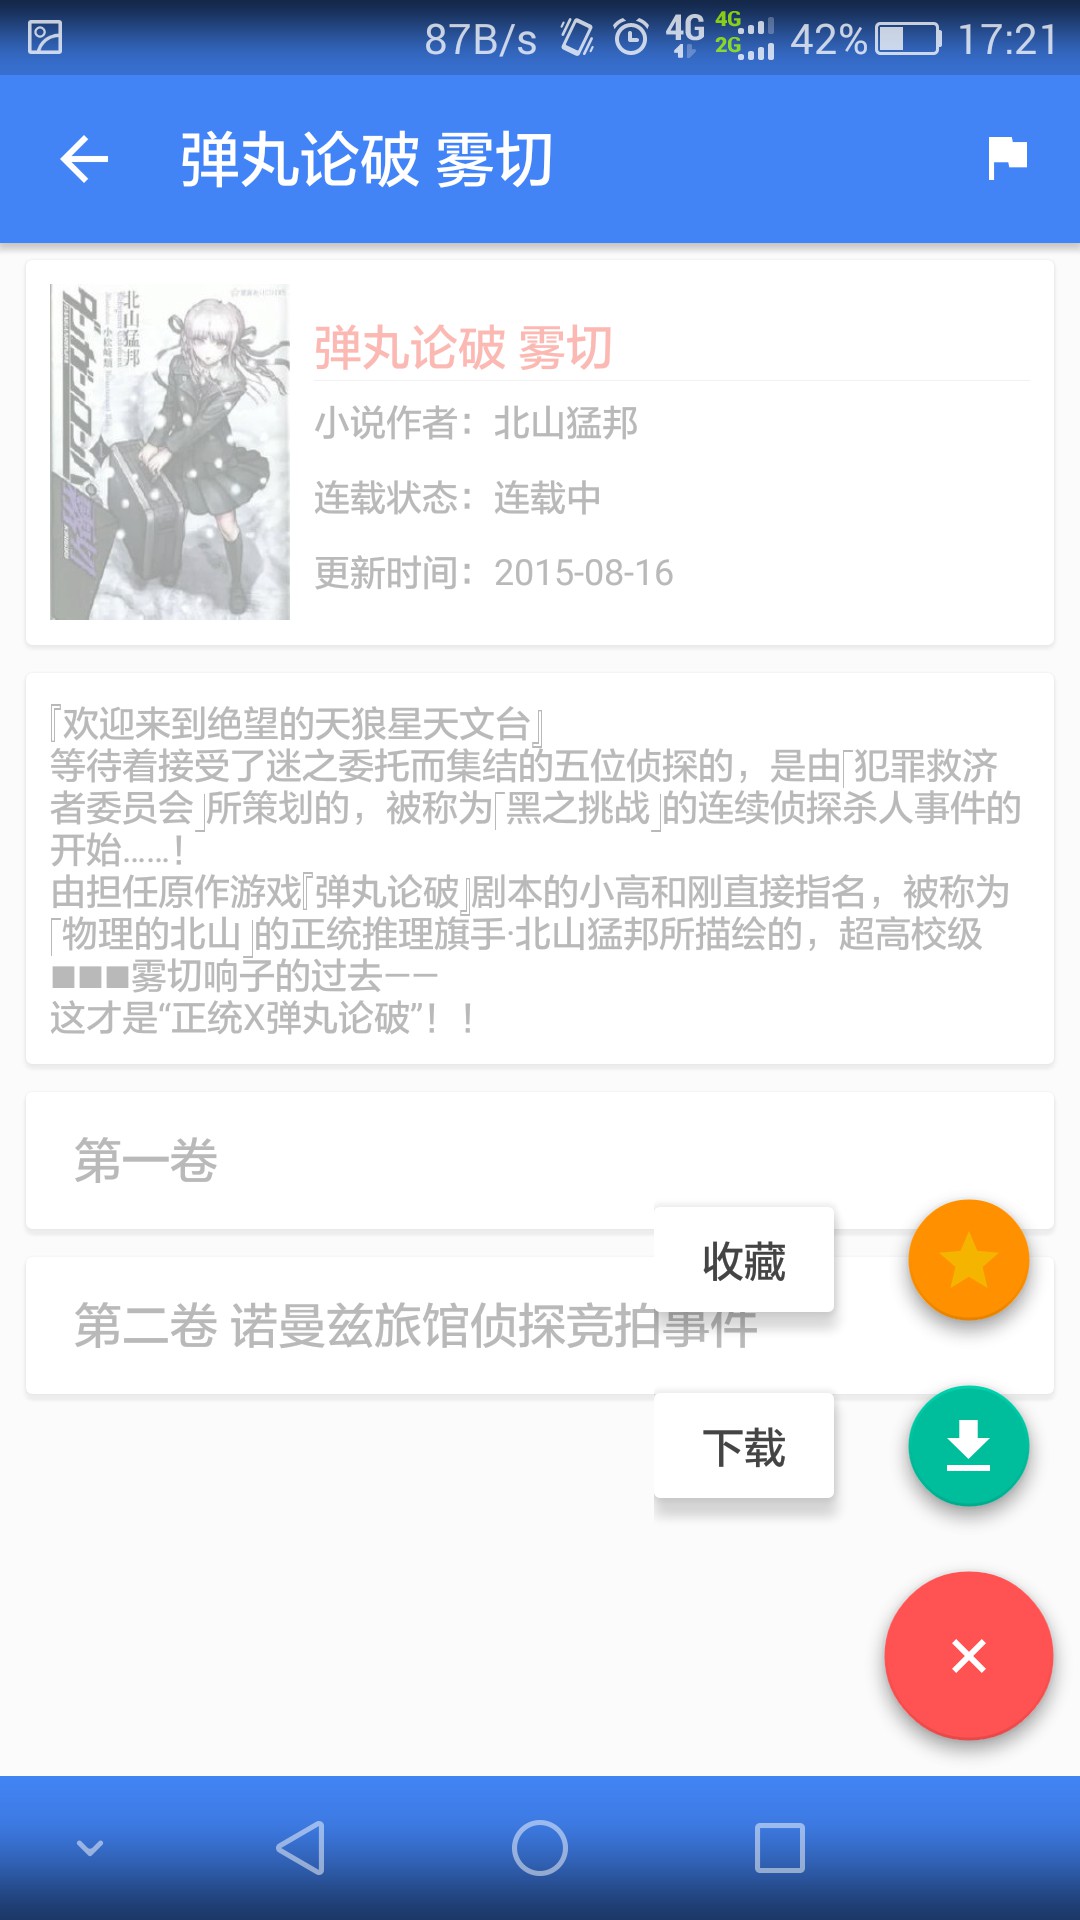 87B/s 4G 4G 2G 42% 17:21
弹丸论破 雾切
北山猛邦
ダンガンロンパ
霧切
弹丸论破 雾切
小说作者：北山猛邦
连载状态：连载中
更新时间：2015-08-16
『欢迎来到绝望的天狼星天文台』
等待着接受了迷之委托而集结的五位侦探的，是由「犯罪救济
者委员会」所策划的，被称为「黑之挑战」的连续侦探杀人事件的
开始……！
由担任原作游戏『弹丸论破』剧本的小高和刚直接指名，被称为
「物理的北山」的正统推理旗手·北山猛邦所描绘的，超高校级
■■■雾切响子的过去——
这才是“正统X弹丸论破”！！
第一卷
收藏
第二卷 诺曼兹旅馆侦探竞拍事件
下载